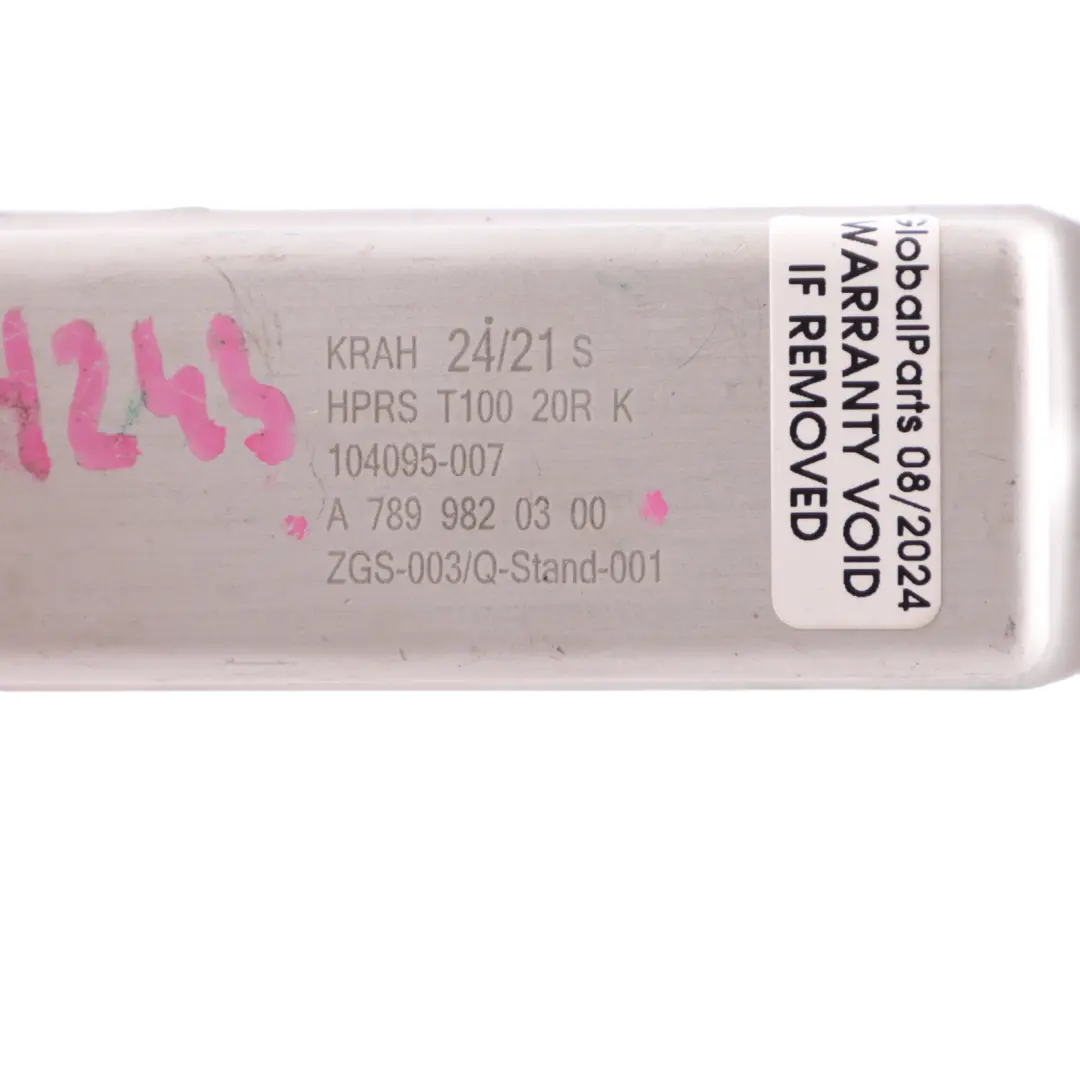 KRAH 24/21 S
HPRS T100 20R K
104095-007
A 789 982 03 00
ZGS-003/Q-Stand-001
GlobalParts 08/2024
WARRANTY VOID
IF REMOVED